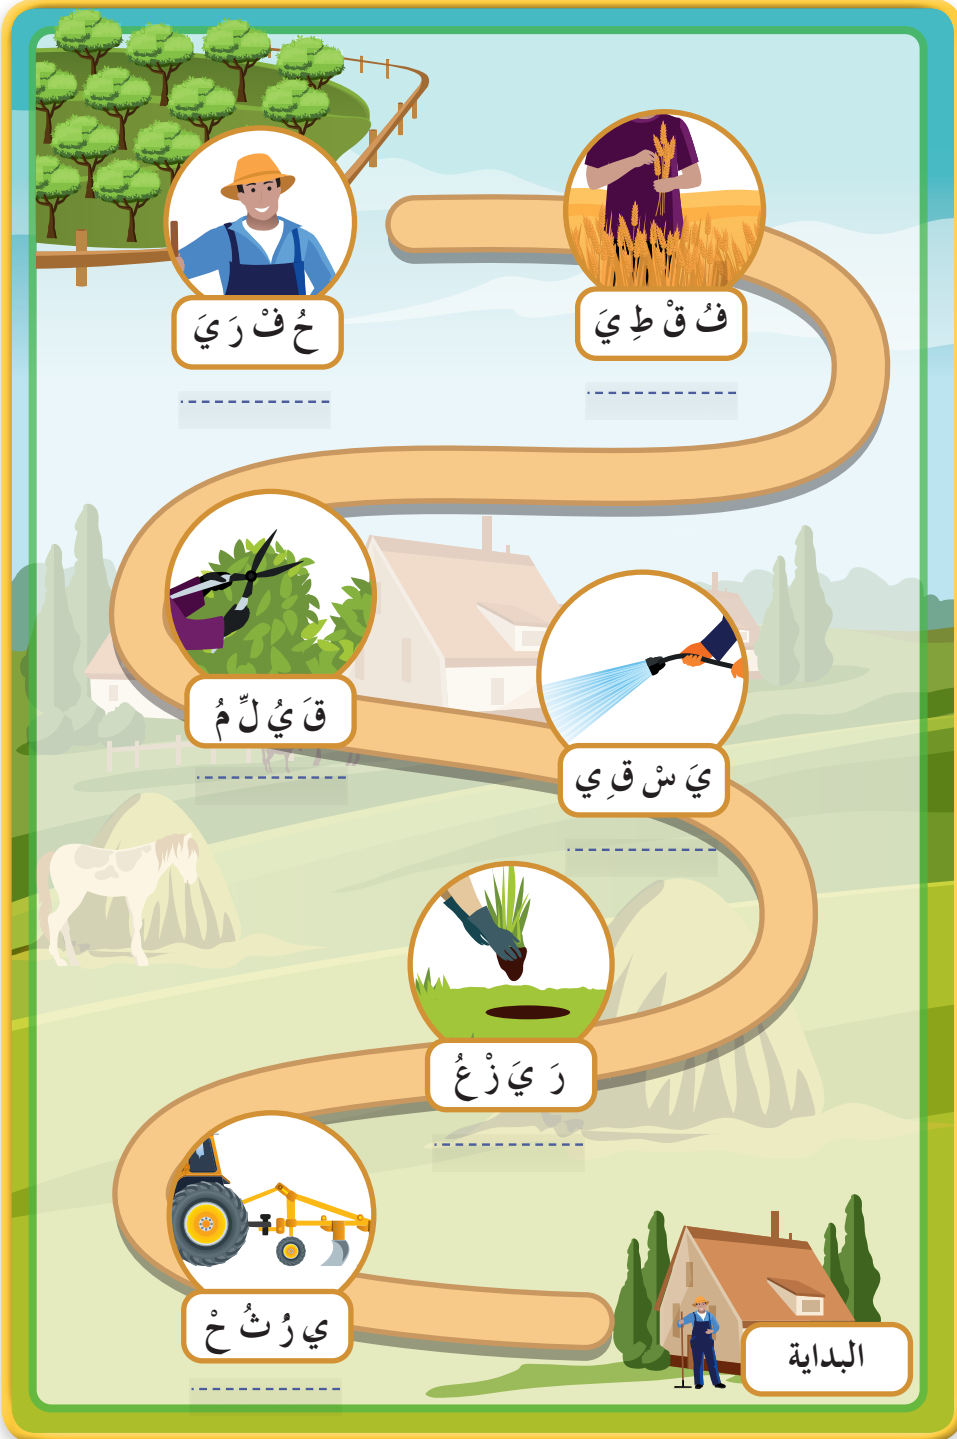 حُ فْ رَ يَ
فُ قْ طِ يَ
قَ يُ لِّ مُ
يَ سْ قِ ي
رَ يَ زْ عُ
ي رُ ثُ حْ
البداية